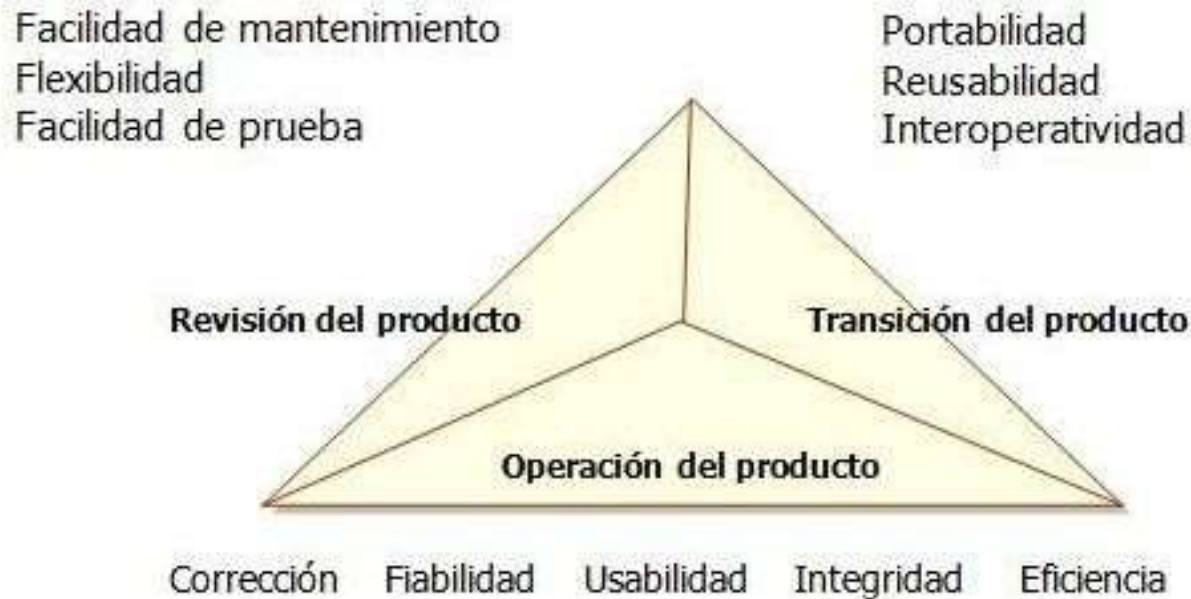 Facilidad de mantenimiento
Flexibilidad
Facilidad de prueba
Portabilidad
Reusabilidad
Interoperatividad
Revisión del producto
Transición del producto
Operación del producto
Corrección Fiabilidad Usabilidad Integridad Eficiencia